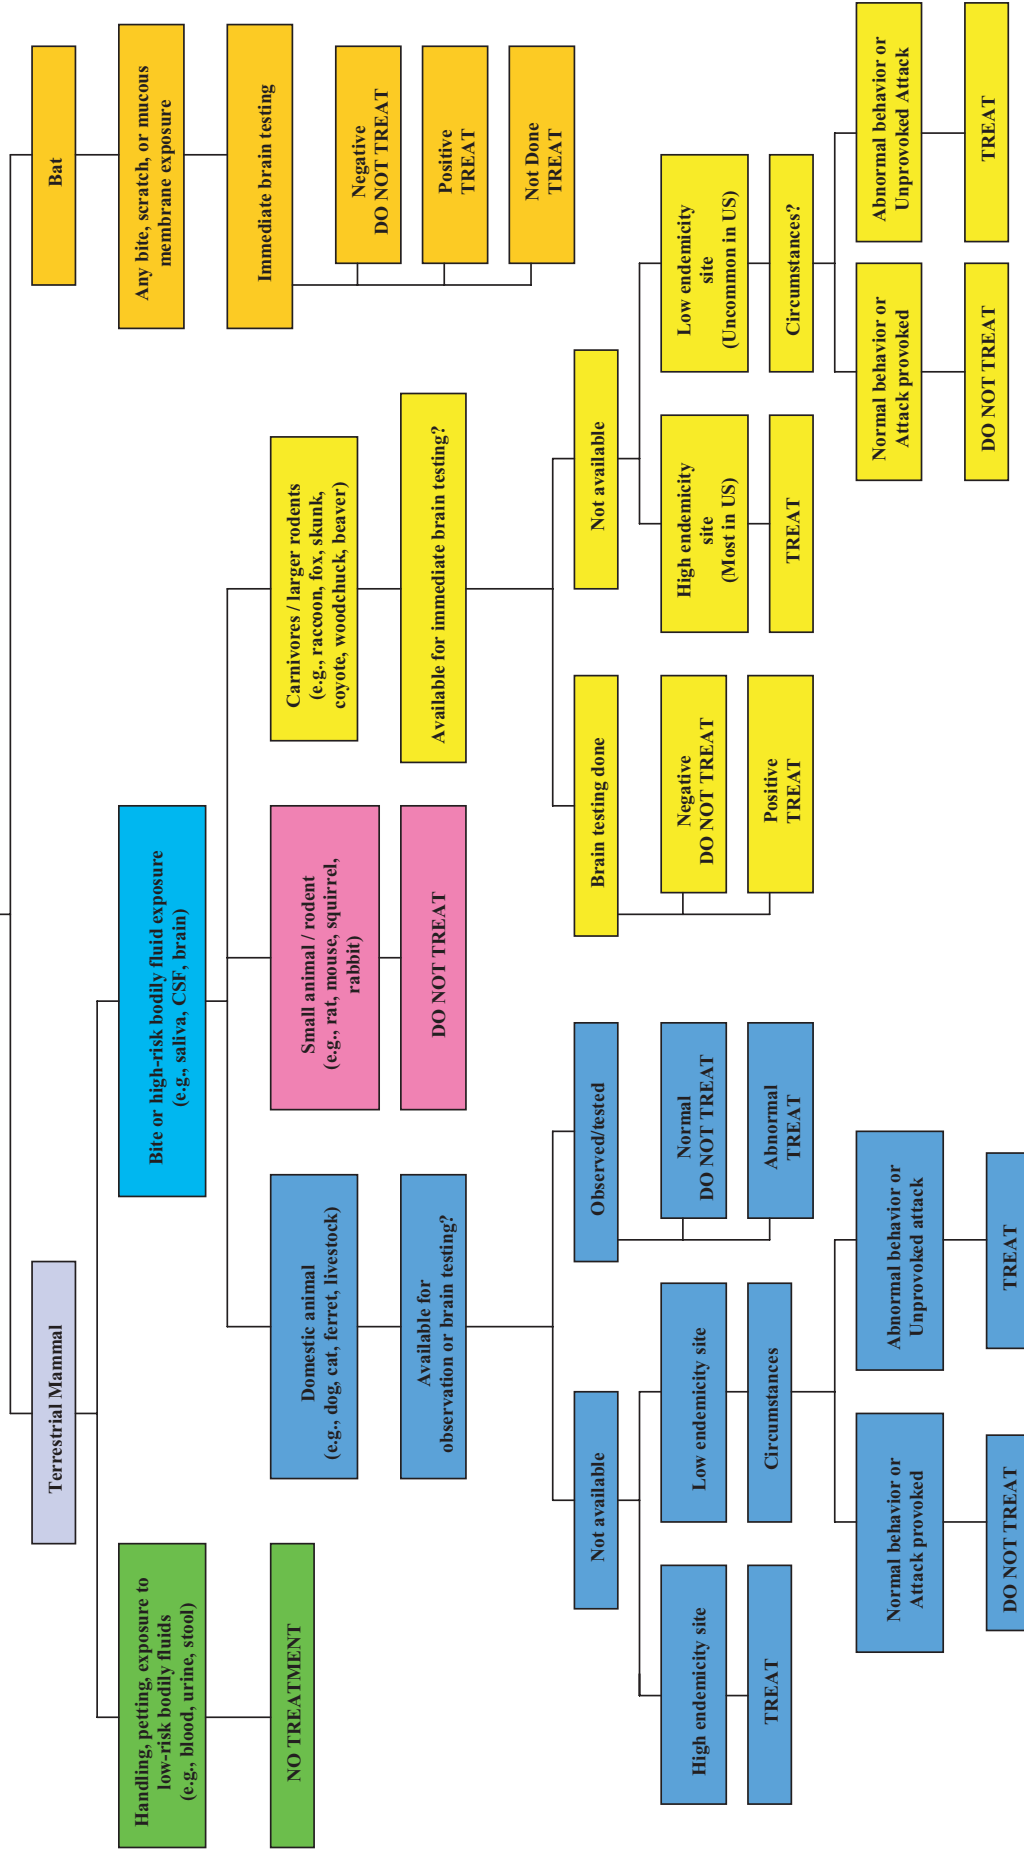 Terrestrial Mammal
Bat
Handling, petting, exposure to
low-risk bodily fluids
(e.g., blood, urine, stool)
NO TREATMENT
Bite or high-risk bodily fluid exposure
(e.g., saliva, CSF, brain)
Domestic animal
(e.g., dog, cat, ferret, livestock)
Available for
observation or brain testing?
Not available
High endemicity site
TREAT
Low endemicity site
Circumstances
Normal behavior or
Attack provoked
DO NOT TREAT
Abnormal behavior or
Unprovoked attack
TREAT
Observed/tested
Normal
DO NOT TREAT
Abnormal
TREAT
Small animal / rodent
(e.g., rat, mouse, squirrel,
rabbit)
DO NOT TREAT
Carnivores / larger rodents
(e.g., raccoon, fox, skunk,
coyote, woodchuck, beaver)
Available for immediate brain testing?
Brain testing done
Negative
DO NOT TREAT
Positive
TREAT
Not available
High endemicity
site
(Most in US)
TREAT
Low endemicity
site
(Uncommon in US)
Circumstances?
Normal behavior or
Attack provoked
DO NOT TREAT
Abnormal behavior or
Unprovoked Attack
TREAT
Any bite, scratch, or mucous
membrane exposure
Immediate brain testing
Negative
DO NOT TREAT
Positive
TREAT
Not Done
TREAT